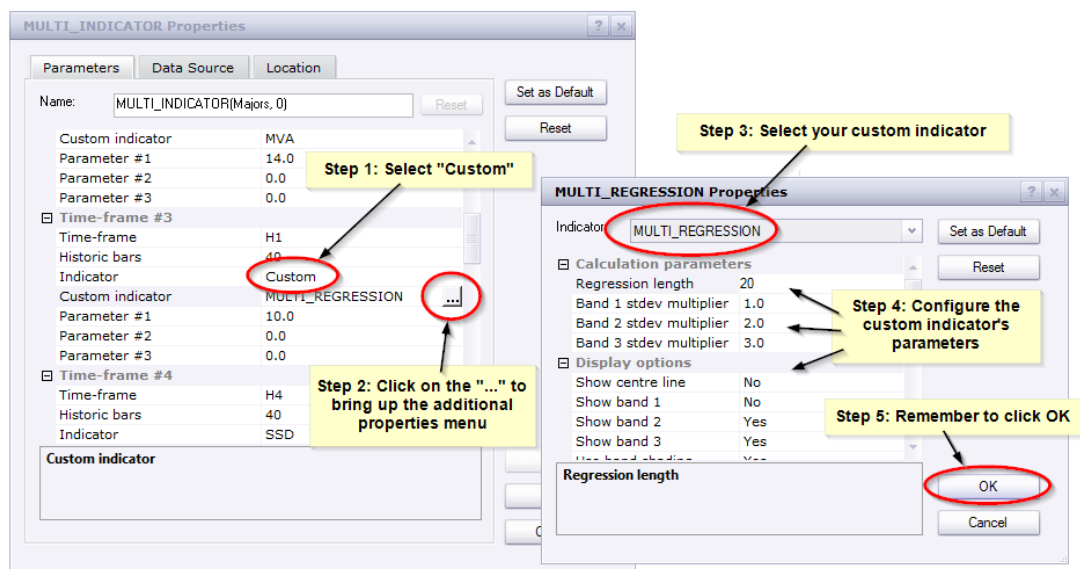 MULTI_INDICATOR Properties
Parameters Data Source Location
Name: MULTI_INDICATOR(Majors, 0) Reset
Set as Default
Reset
Custom indicator MVA
Parameter #1 14.0
Parameter #2 0.0
Parameter #3 0.0
Time-frame #3
Time-frame H1
Historic bars 40
Indicator Custom
Custom indicator MULTI_REGRESSION ...
Parameter #1 10.0
Parameter #2 0.0
Parameter #3 0.0
Time-frame #4
Time-frame H4
Historic bars 40
Indicator SSD
Custom indicator
Step 1: Select "Custom"
Step 2: Click on the "..." to
bring up the additional
properties menu
Step 3: Select your custom indicator
MULTI_REGRESSION Properties
Indicator MULTI_REGRESSION
Set as Default
Reset
Calculation parameters
Regression length 20
Band 1 stdev multiplier 1.0
Band 2 stdev multiplier 2.0
Band 3 stdev multiplier 3.0
Display options
Show centre line No
Show band 1 No
Show band 2 Yes
Show band 3 Yes
Use band shading Yes
Regression length
Step 4: Configure the
custom indicator's
parameters
Step 5: Remember to click OK
OK
Cancel